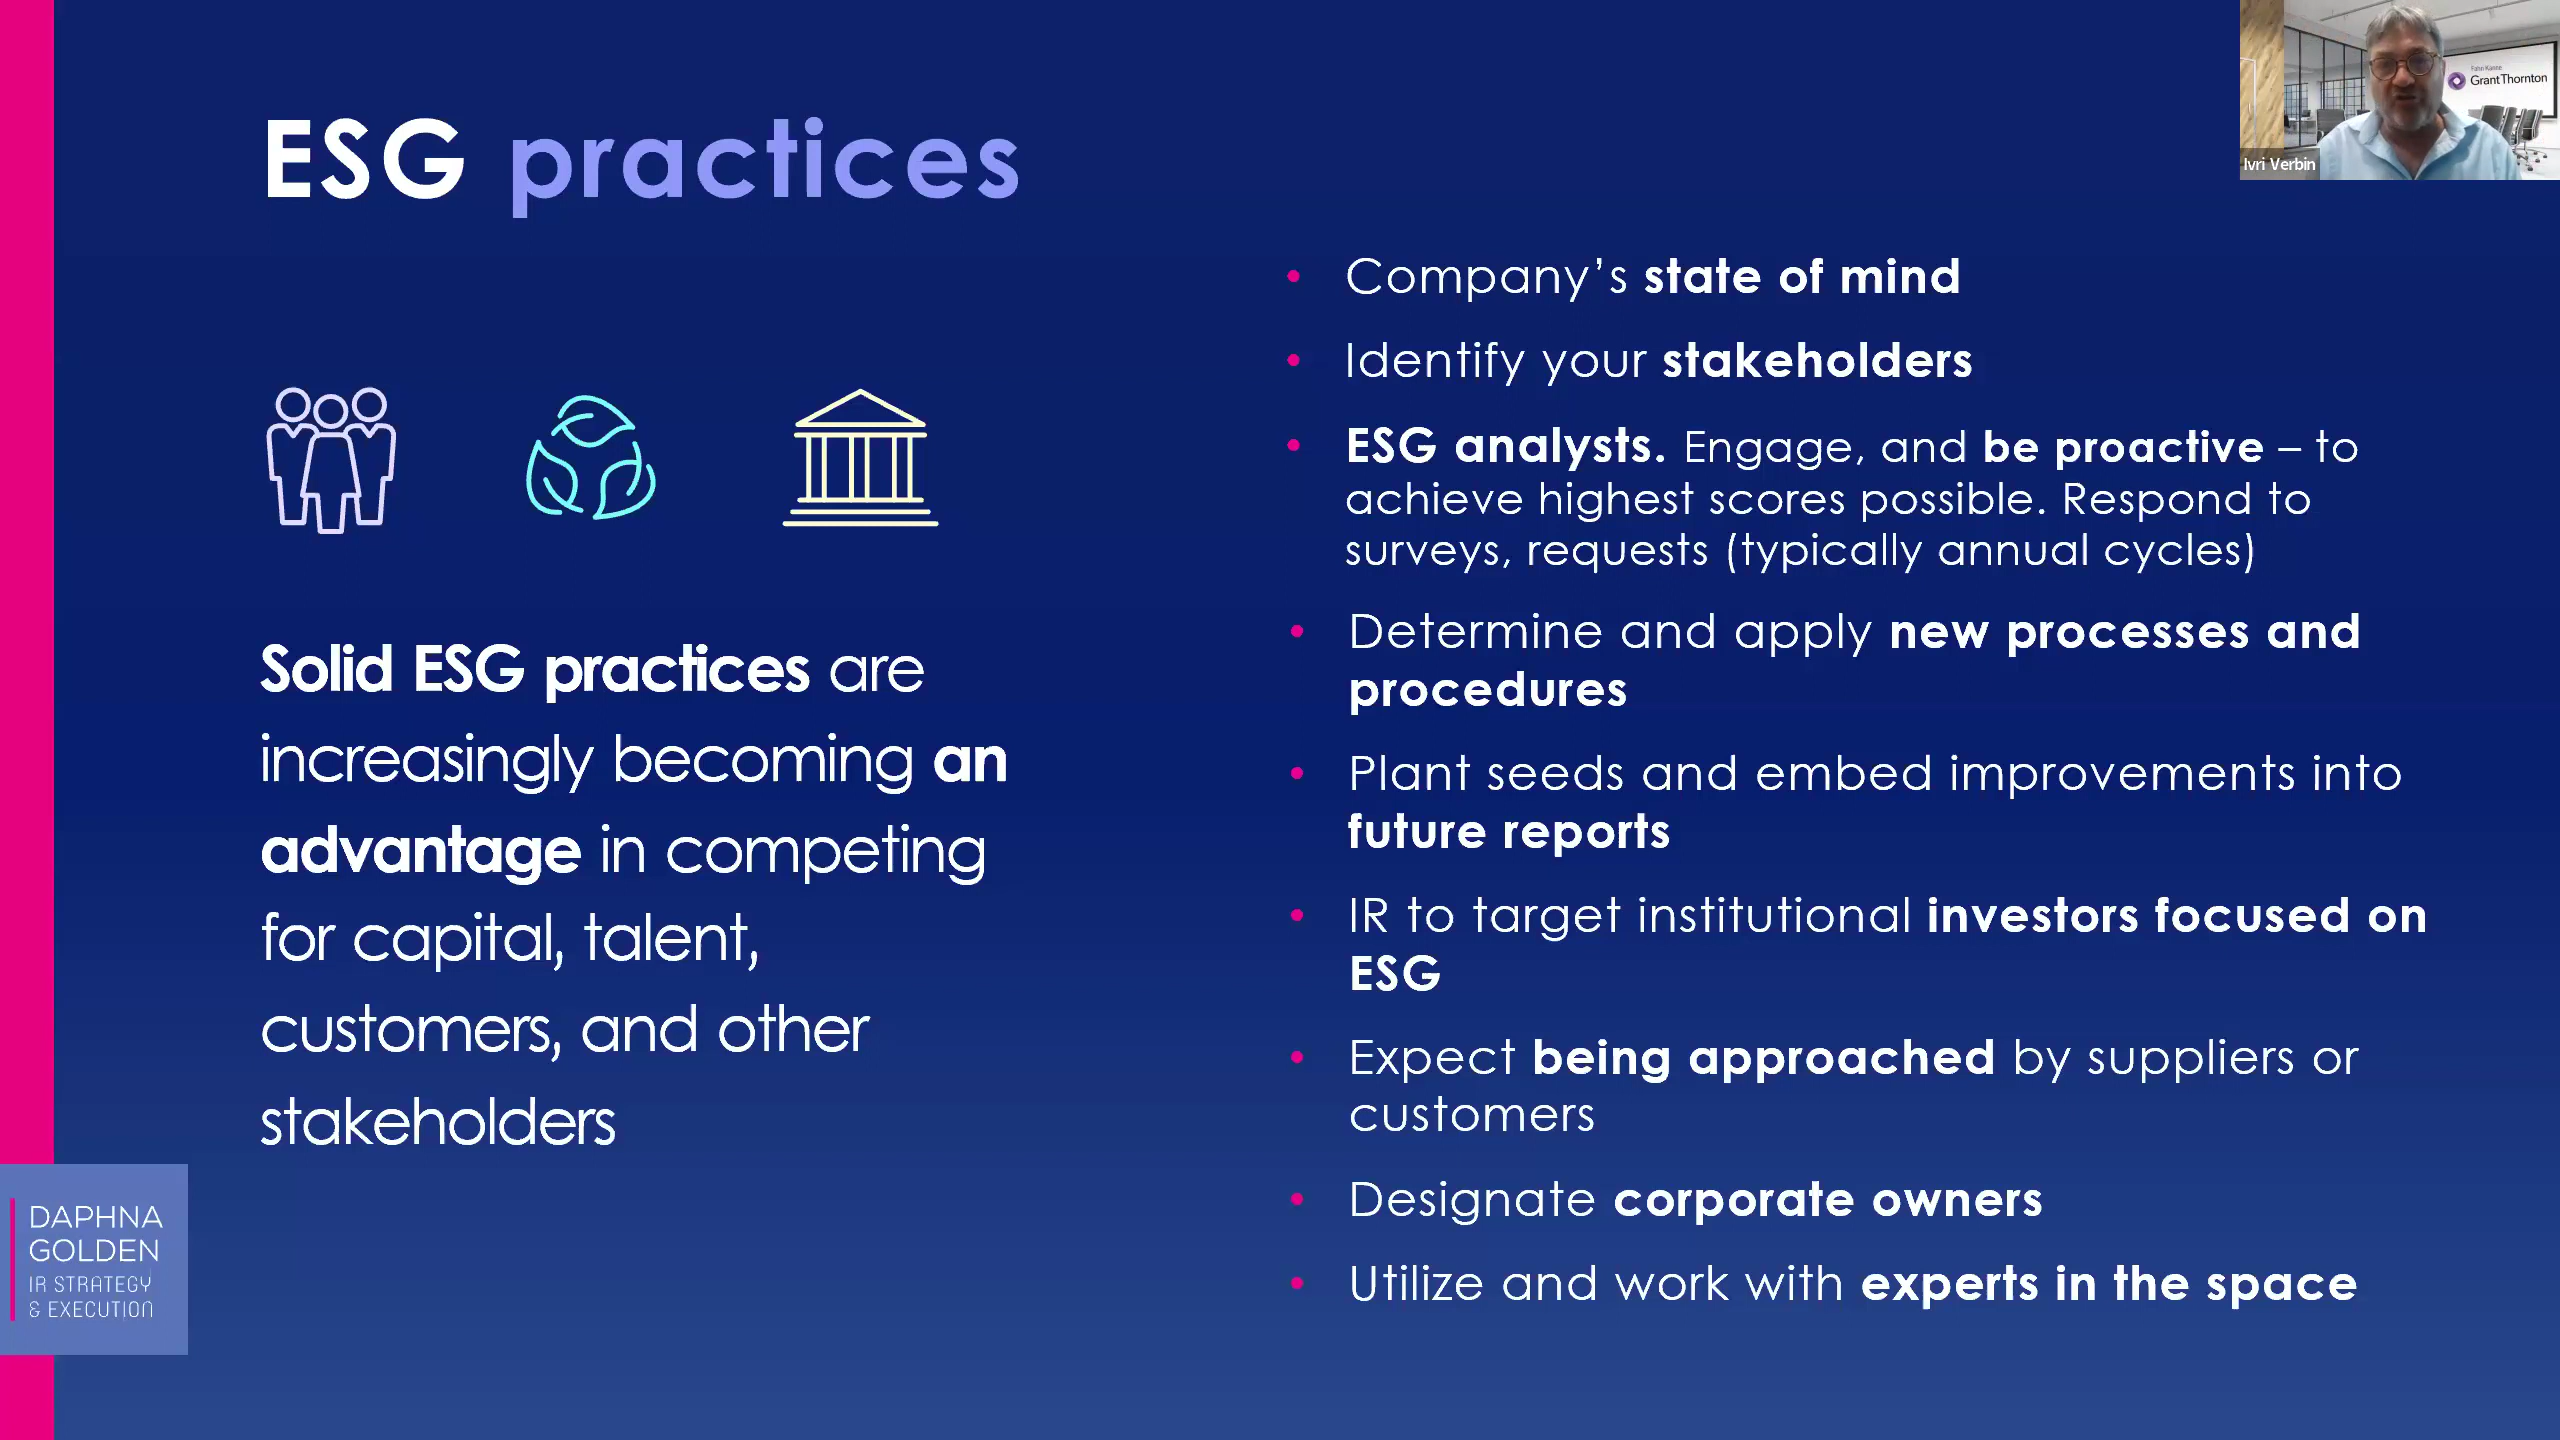 ESG practices
Solid ESG practices are
increasingly becoming an
advantage in competing
for capital, talent,
customers, and other
stakeholders
• Company’s state of mind
• Identify your stakeholders
• ESG analysts. Engage, and be proactive – to
achieve highest scores possible. Respond to
surveys, requests (typically annual cycles)
• Determine and apply new processes and
procedures
• Plant seeds and embed improvements into
future reports
• IR to target institutional investors focused on
ESG
• Expect being approached by suppliers or
customers
• Designate corporate owners
• Utilize and work with experts in the space
DAPHNA
GOLDEN
IR STRATEGY
& EXECUTION
Fahn Kanne
GrantThornton
Ivri Verbin